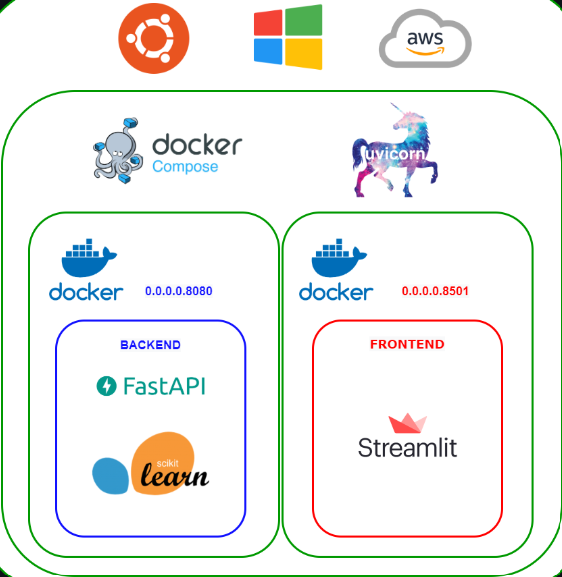 aws
docker
Compose
uvicorn
docker
0.0.0.0.8080
docker
0.0.0.0.8501
BACKEND
FastAPI
scikit
learn
FRONTEND
Streamlit